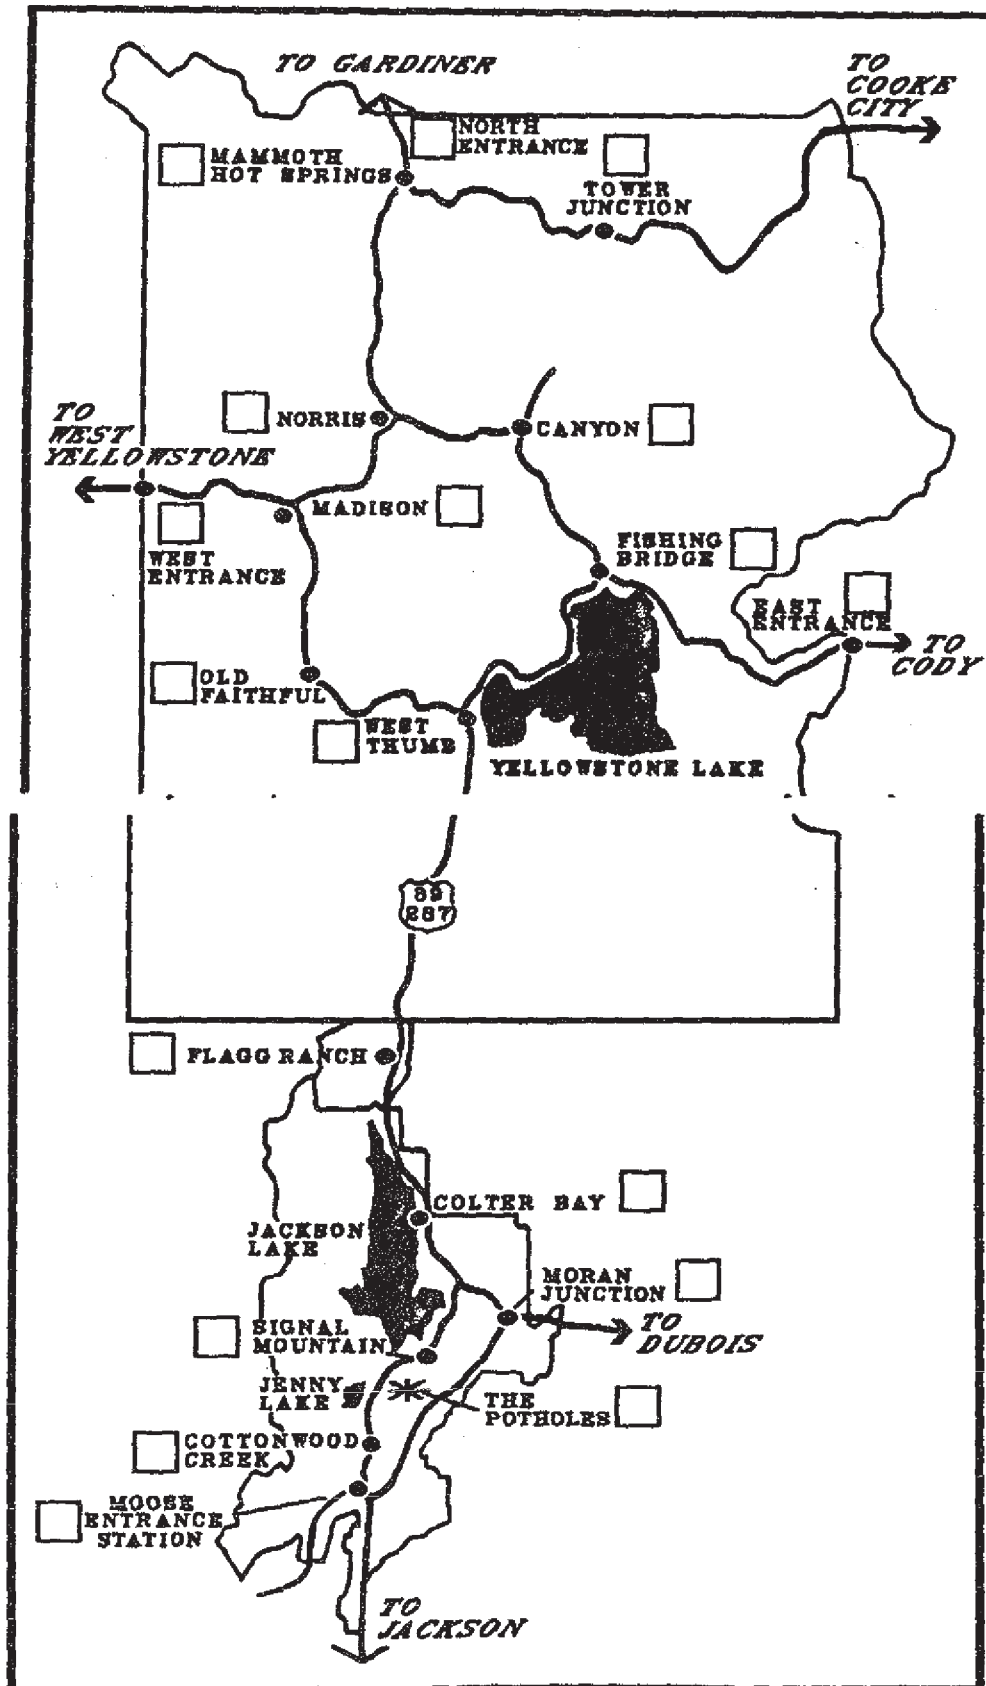 TO GARDINER
TO
COOKE
CITY
NORTH
ENTRANCE
MAMMOTH
HOT SPRINGS
TOWER
JUNCTION
TO
WEST
YELLOWSTONE
NORRIS
CANYON
MADISON
WEST
ENTRANCE
FISHING
BRIDGE
EAST
ENTRANCE
TO
CODY
OLD
FAITHFUL
WEST
THUMB
YELLOWSTONE LAKE
89
287
FLAGG RANCH
COLTER BAY
JACKSON
LAKE
MORAN
JUNCTION
TO
DUBOIS
SIGNAL
MOUNTAIN
JENNY
LAKE
THE
POTHOLES
COTTONWOOD
CREEK
MOOSE
ENTRANCE
STATION
TO
JACKSON